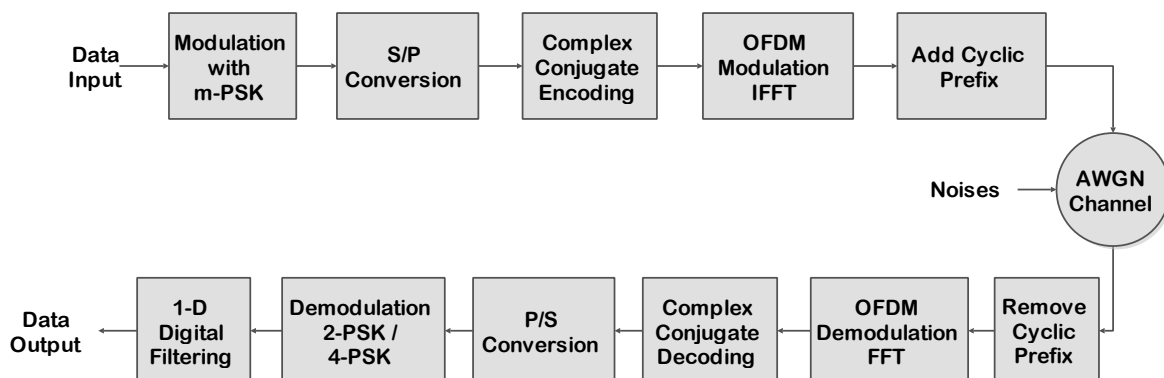 Data
Input
Modulation
with
m-PSK
S/P
Conversion
Complex
Conjugate
Encoding
OFDM
Modulation
IFFT
Add Cyclic
Prefix
Noises
AWGN
Channel
Data
Output
1-D
Digital
Filtering
Demodulation
2-PSK /
4-PSK
P/S
Conversion
Complex
Conjugate
Decoding
OFDM
Demodulation
FFT
Remove
Cyclic
Prefix